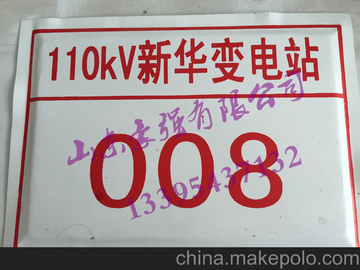 110kV新华变电站
山东豪强有限公司
008
13395437132
china.makepolo.com